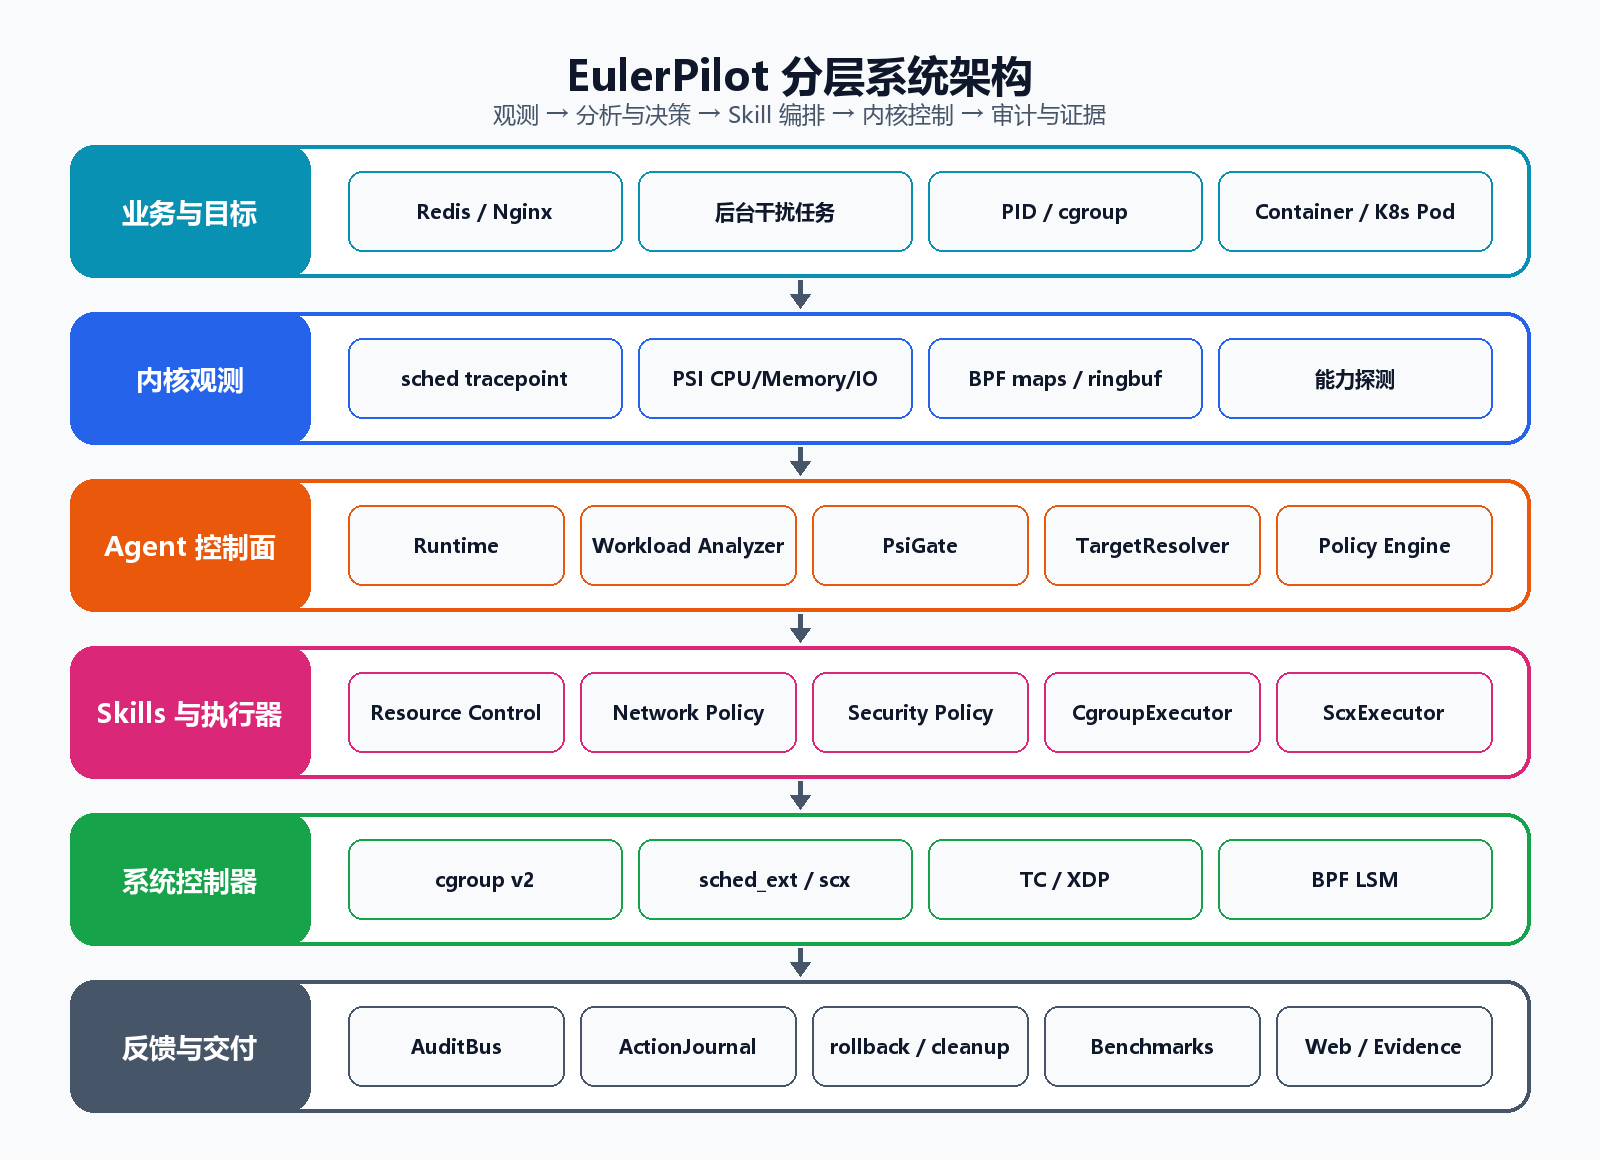 EulerPilot 分层系统架构
观测 → 分析与决策 → Skill 编排 → 内核控制 → 审计与证据
业务与目标
Redis / Nginx
后台干扰任务
PID / cgroup
Container / K8s Pod
内核观测
sched tracepoint
PSI CPU/Memory/IO
BPF maps / ringbuf
能力探测
Agent 控制面
Runtime
Workload Analyzer
PsiGate
TargetResolver
Policy Engine
Skills 与执行器
Resource Control
Network Policy
Security Policy
CgroupExecutor
ScxExecutor
系统控制器
cgroup v2
sched_ext / scx
TC / XDP
BPF LSM
反馈与交付
AuditBus
ActionJournal
rollback / cleanup
Benchmarks
Web / Evidence